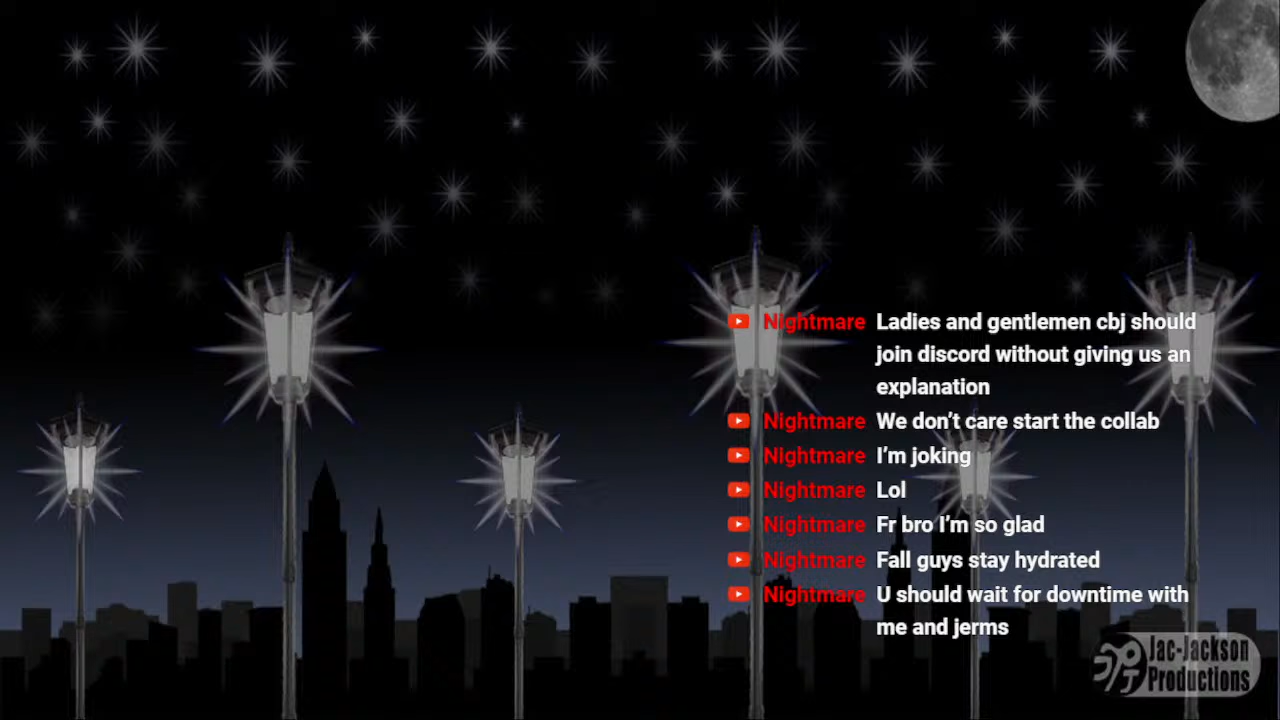 Nightmare Ladies and gentlemen cbj should
join discord without giving us an
explanation
Nightmare We don't care start the collab
Nightmare I'm joking
Nightmare Lol
Nightmare Fr bro I'm so glad
Nightmare Fall guys stay hydrated
Nightmare U should wait for downtime with
me and jerms
Jac-Jackson
Productions